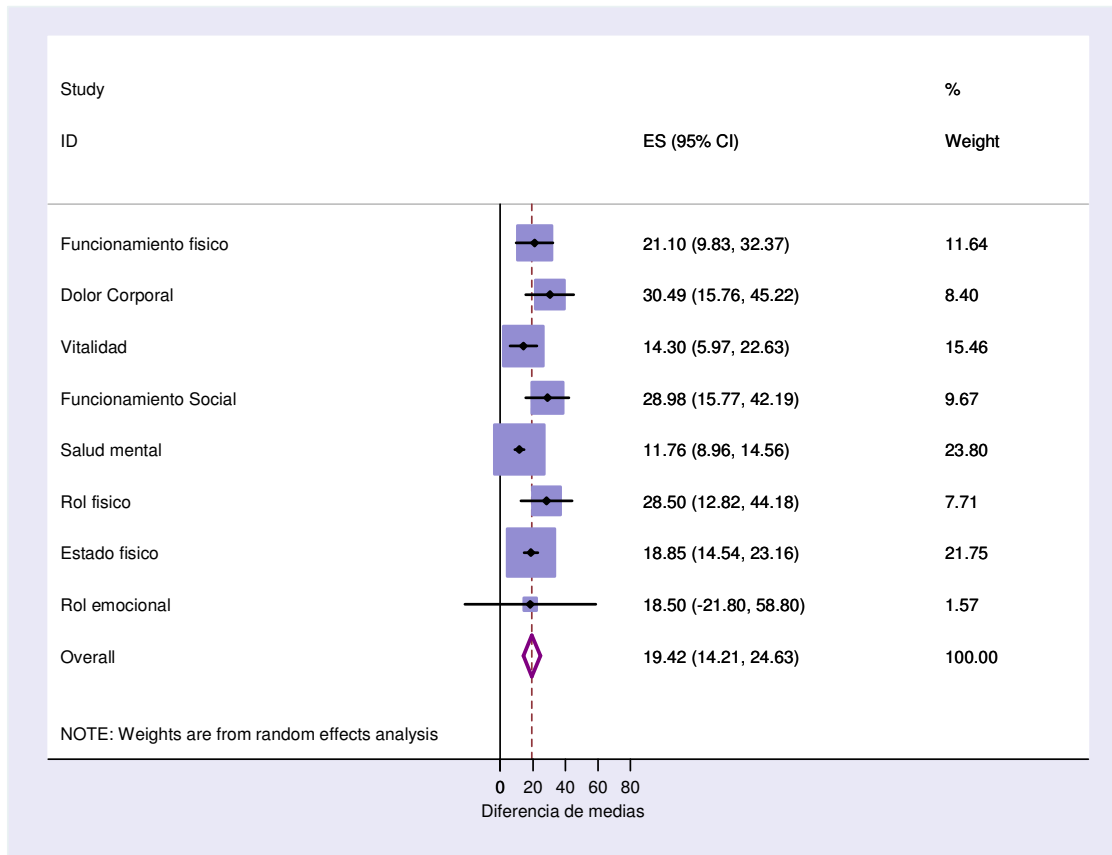 Study %
ID ES (95% CI) Weight
Funcionamiento fisico 21.10 (9.83, 32.37) 11.64
Dolor Corporal 30.49 (15.76, 45.22) 8.40
Vitalidad 14.30 (5.97, 22.63) 15.46
Funcionamiento Social 28.98 (15.77, 42.19) 9.67
Salud mental 11.76 (8.96, 14.56) 23.80
Rol fisico 28.50 (12.82, 44.18) 7.71
Estado fisico 18.85 (14.54, 23.16) 21.75
Rol emocional 18.50 (-21.80, 58.80) 1.57
Overall 19.42 (14.21, 24.63) 100.00
NOTE: Weights are from random effects analysis
0 20 40 60 80
Diferencia de medias